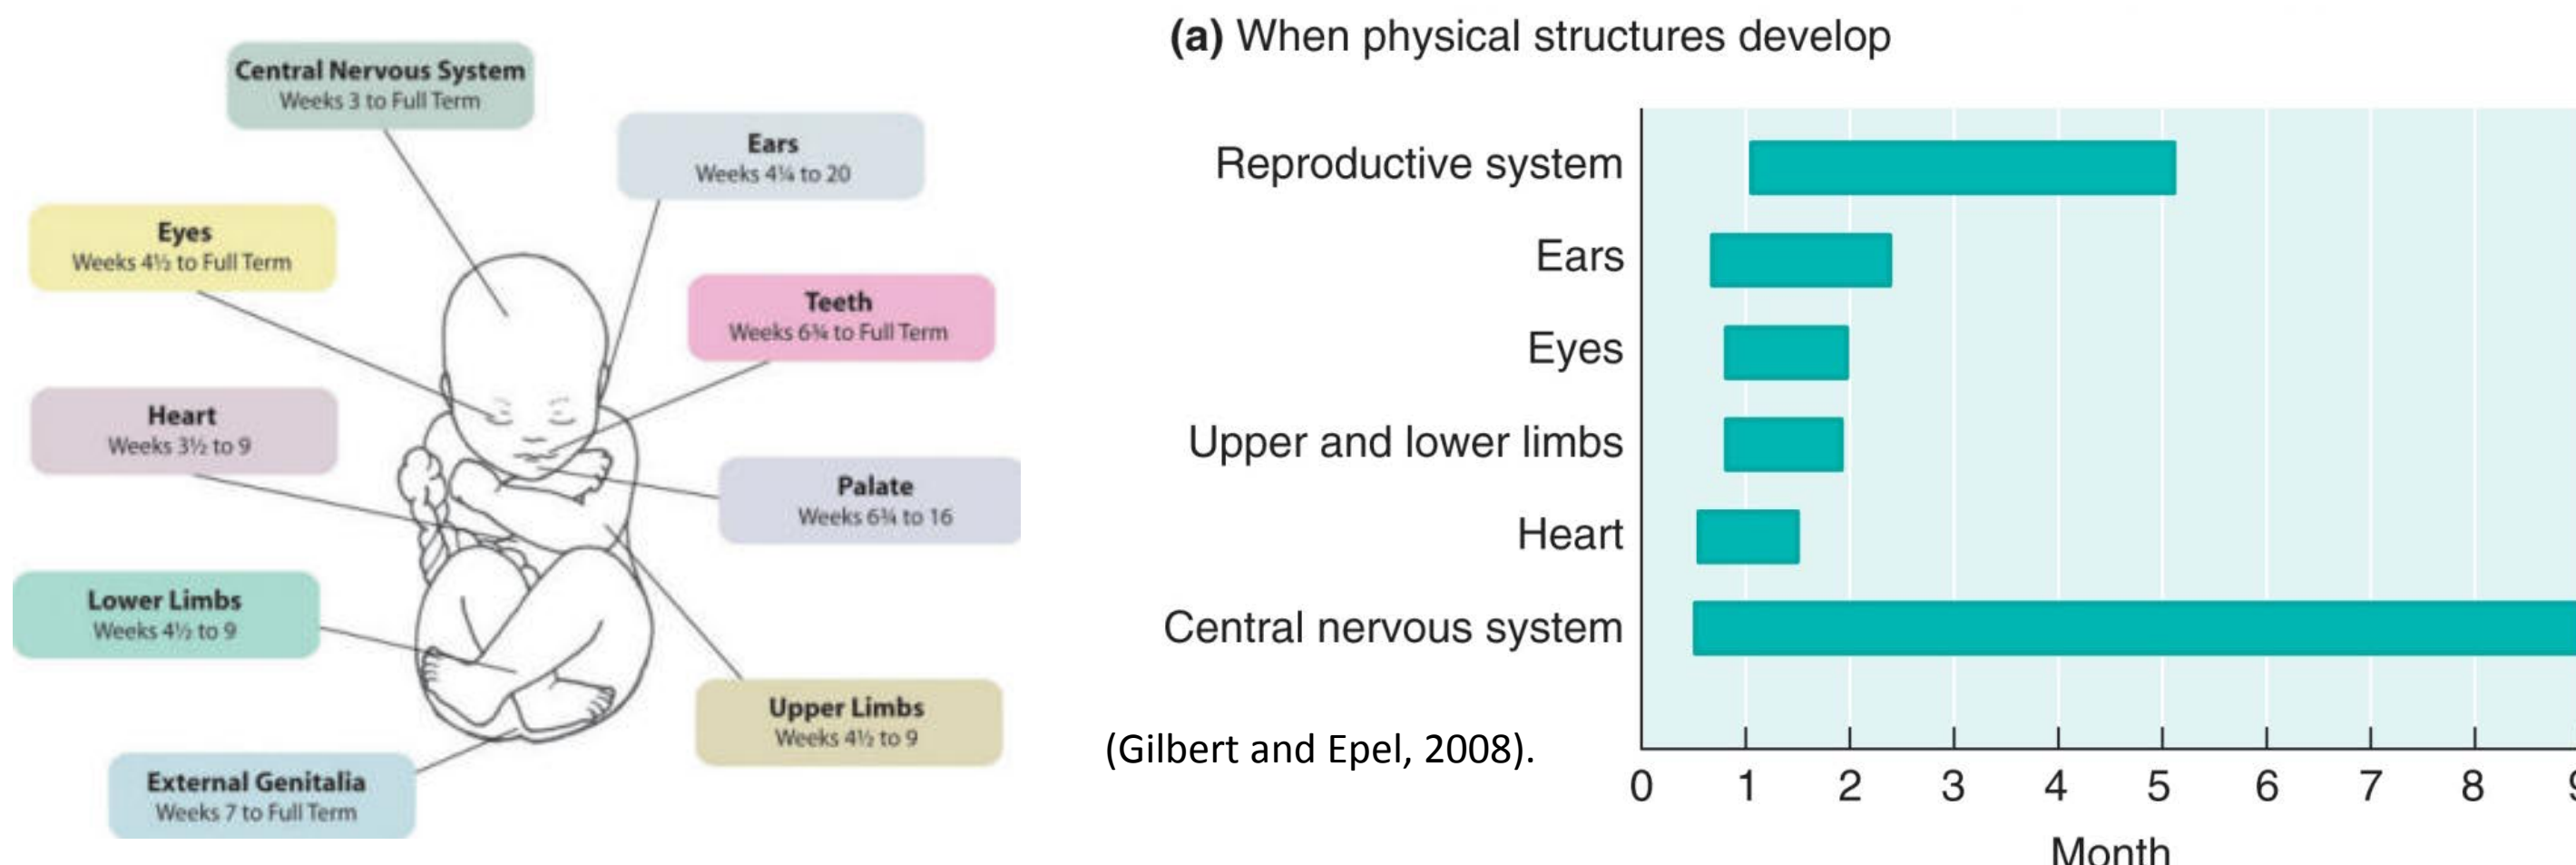 Central Nervous System
Weeks 3 to Full Term
Ears
Weeks 4¼ to 20
Eyes
Weeks 4½ to Full Term
Teeth
Weeks 6¾ to Full Term
Heart
Weeks 3½ to 9
Palate
Weeks 6¾ to 16
Lower Limbs
Weeks 4½ to 9
Upper Limbs
Weeks 4½ to 9
External Genitalia
Weeks 7 to Full Term
(a) When physical structures develop
Reproductive system
Ears
Eyes
Upper and lower limbs
Heart
Central nervous system
(Gilbert and Epel, 2008).
0 1 2 3 4 5 6 7 8 9
Month